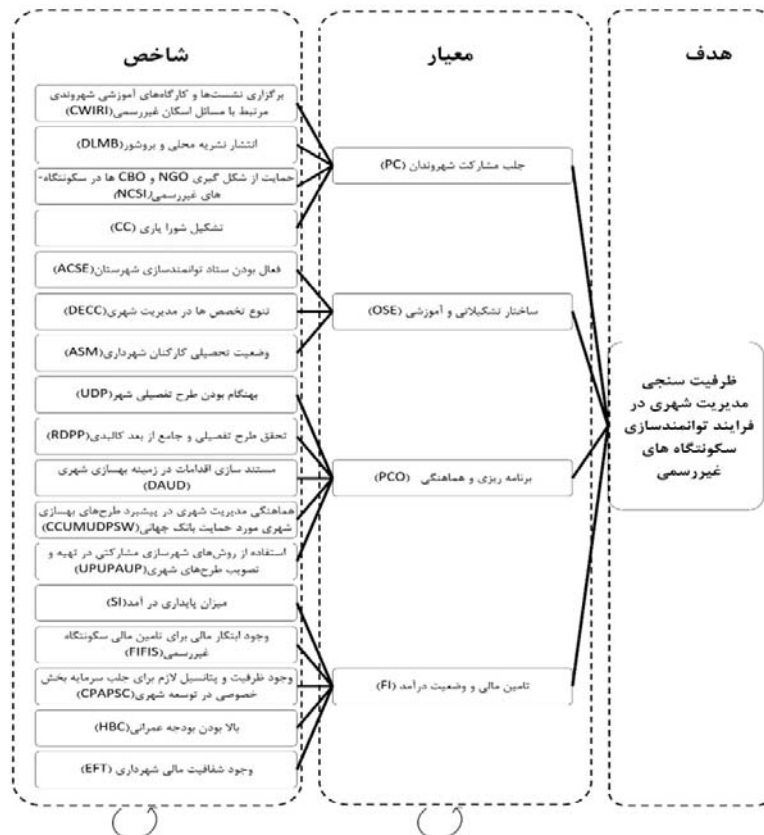 هدف
ظرفیت سنجی
مدیریت شهری در
فرایند توانمندسازی
سکونتگاه های
غیررسمی
معیار
جلب مشارکت شهروندان (PC)
ساختار تشکیلاتی و آموزشی (OSE)
برنامه ریزی و هماهنگی (PCO)
تامین مالی و وضعیت درآمد (FI)
شاخص
برگزاری نشست‌ها و کارگاه‌های آموزشی شهروندی
مرتبط با مسائل اسکان غیررسمی(CWIRI)
انتشار نشریه محلی و بروشور(DLMB)
حمایت از شکل گیری NGO و CBO ها در سکونتگاه-
های غیررسمی(NCSI)
تشکیل شورا یاری (CC)
فعال بودن ستاد توانمندسازی شهرستان(ACSE)
تنوع تخصص ها در مدیریت شهری(DECC)
وضعیت تحصیلی کارکنان شهرداری(ASM)
بهنگام بودن طرح تفصیلی شهر(UDP)
تحقق طرح تفصیلی و جامع از بعد کالبدی(RDPP)
مستند سازی اقدامات در زمینه بهسازی شهری
(DAUD)
هماهنگی مدیریت شهری در پیشبرد طرح‌های بهسازی
شهری مورد حمایت بانک جهانی(CCUMUDPSW)
استفاده از روش‌های شهرسازی مشارکتی در تهیه و
تصویب طرح‌های شهری(UPUPAUP)
میزان پایداری در آمد(SI)
وجود ابتکار مالی برای تامین مالی سکونتگاه
غیررسمی(FIFIS)
وجود ظرفیت و پتانسیل لازم برای جلب سرمایه بخش
خصوصی در توسعه شهری(CPAPSC)
بالا بودن بودجه عمرانی(HBC)
وجود شفافیت مالی شهرداری (EFT)